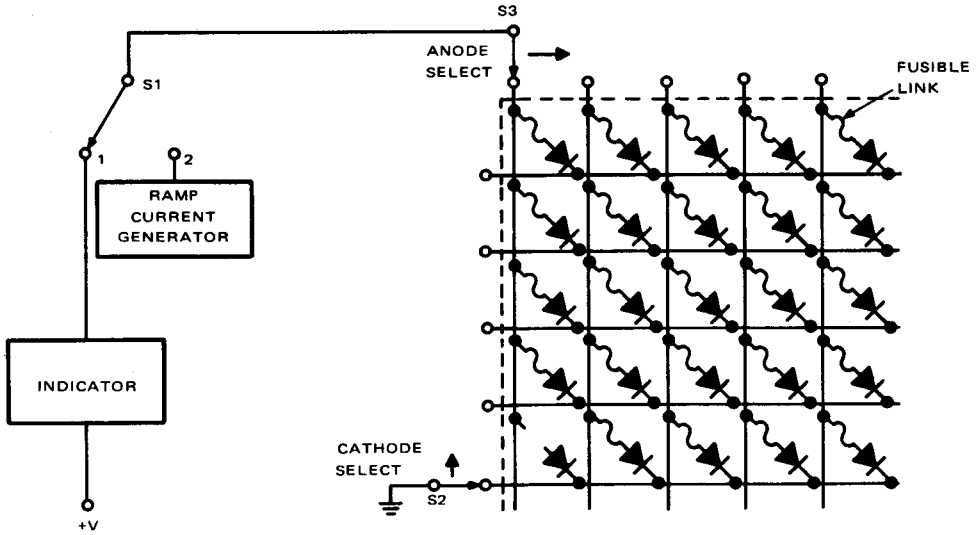 S3
ANODE
SELECT
FUSIBLE
LINK
S1
1
2
RAMP
CURRENT
GENERATOR
INDICATOR
CATHODE
SELECT
S2
+V